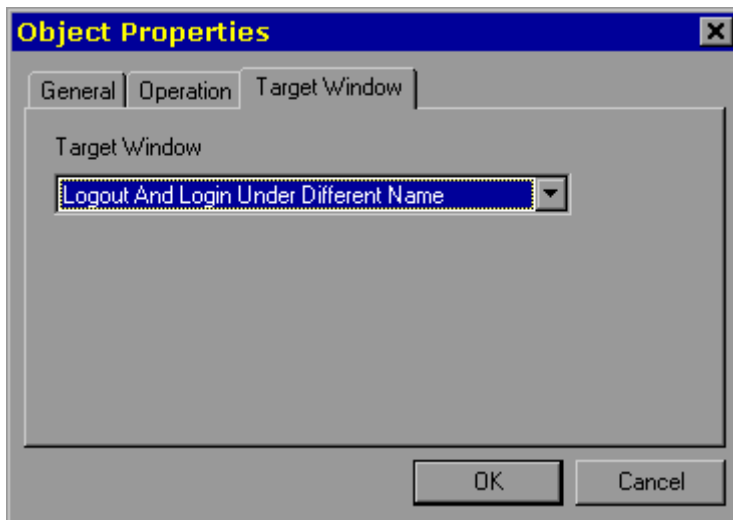 Object Properties
General Operation Target Window
Target Window
Logout And Login Under Different Name
OK Cancel